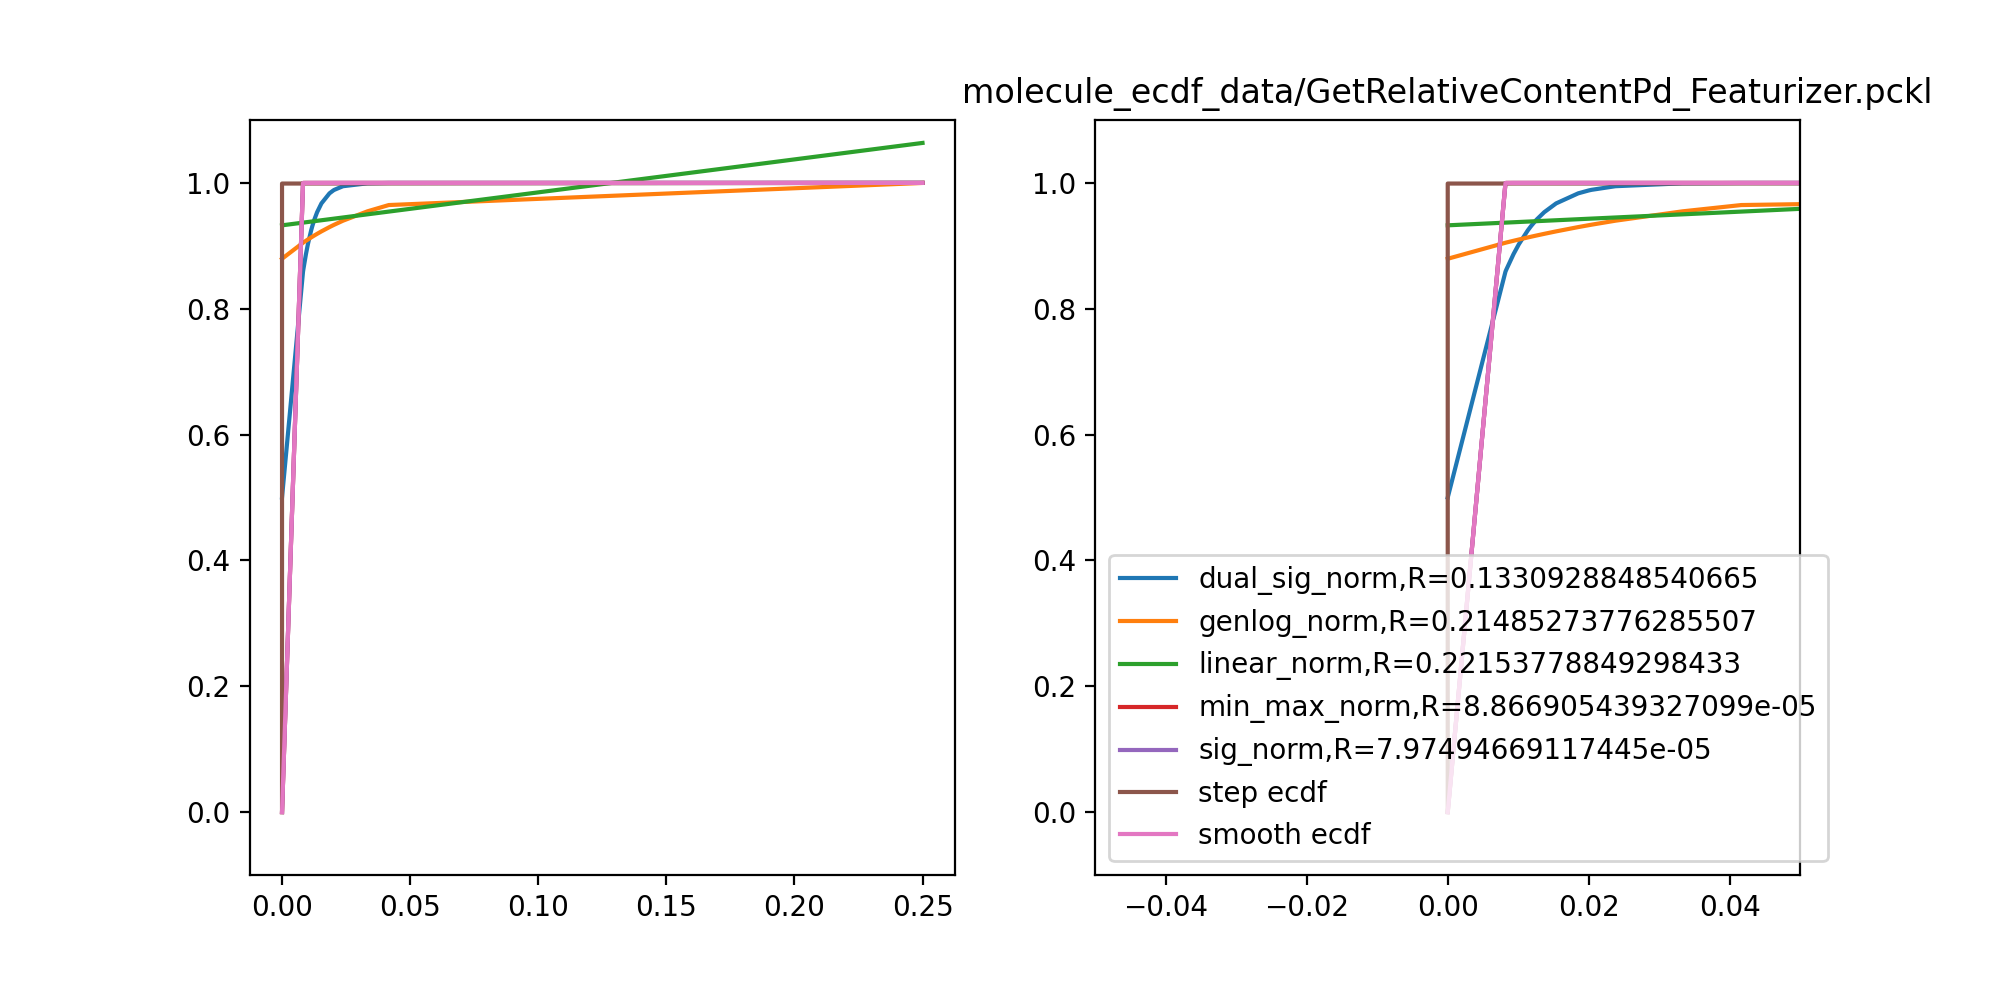 molecule_ecdf_data/GetRelativeContentPd_Featurizer.pckl
1.0
0.8
0.6
0.4
0.2
0.0
0.00 0.05 0.10 0.15 0.20 0.25
1.0
0.8
0.6
0.4
0.2
0.0
−0.04 −0.02 0.00 0.02 0.04
dual_sig_norm,R=0.1330928848540665
genlog_norm,R=0.21485273776285507
linear_norm,R=0.22153778849298433
min_max_norm,R=8.866905439327099e-05
sig_norm,R=7.97494669117445e-05
step ecdf
smooth ecdf